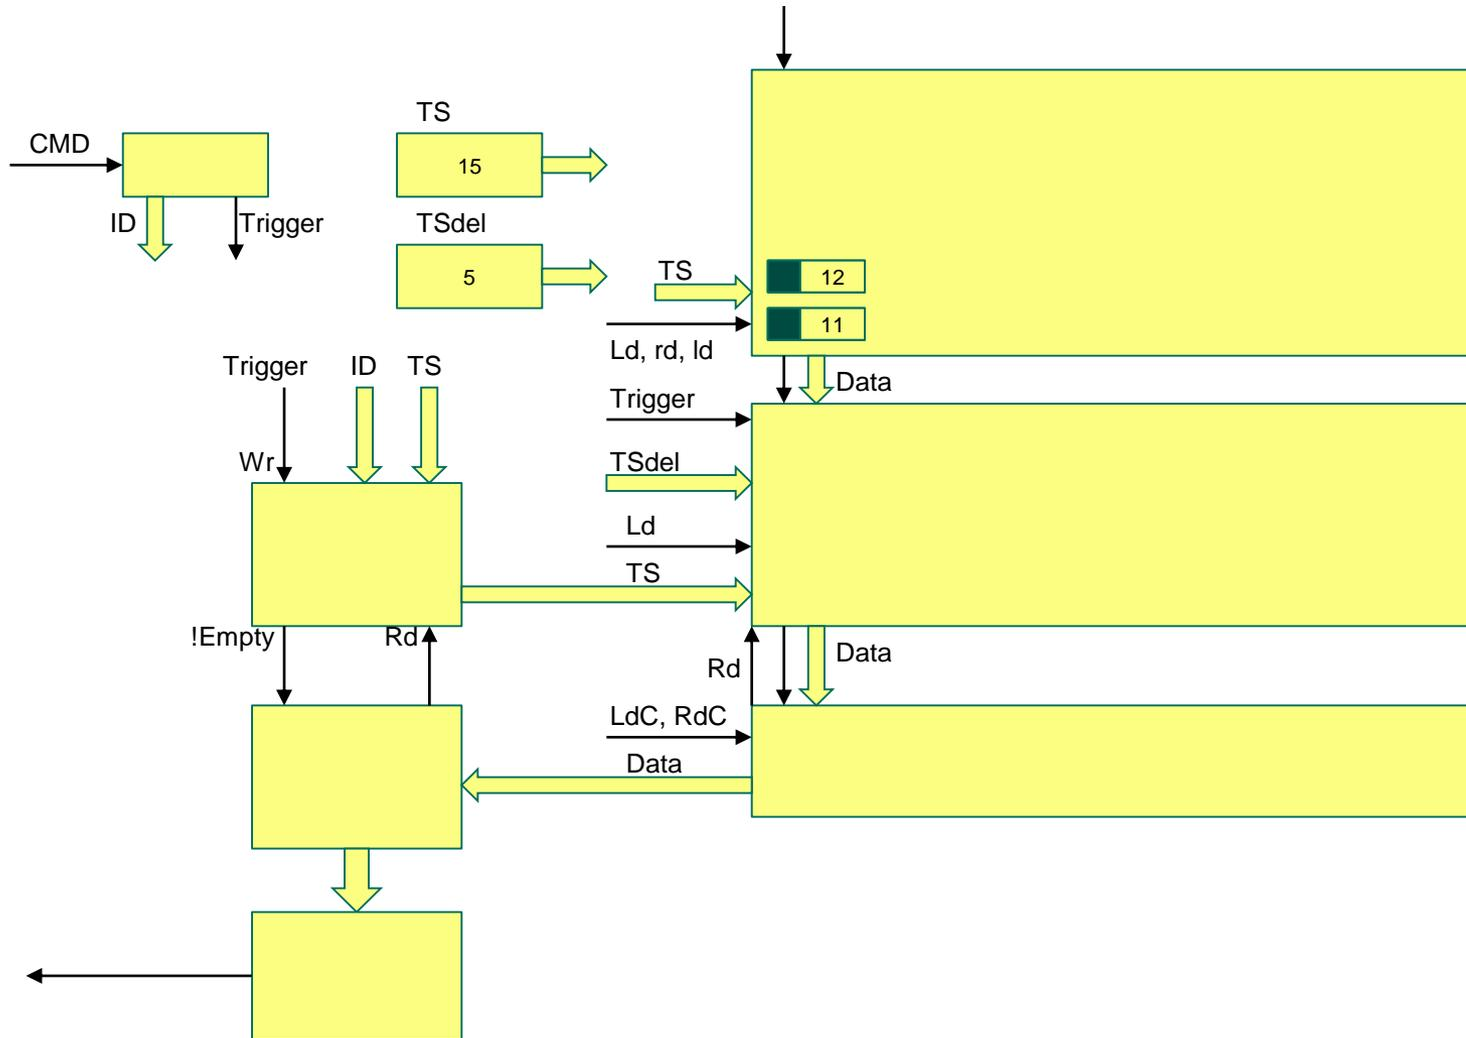 TS
CMD
15
ID
Trigger
TSdel
5
TS
12
11
Ld, rd, ld
Trigger
ID
TS
Data
Trigger
Wr
TSdel
Ld
TS
!Empty
Rd
Data
Rd
LdC, RdC
Data